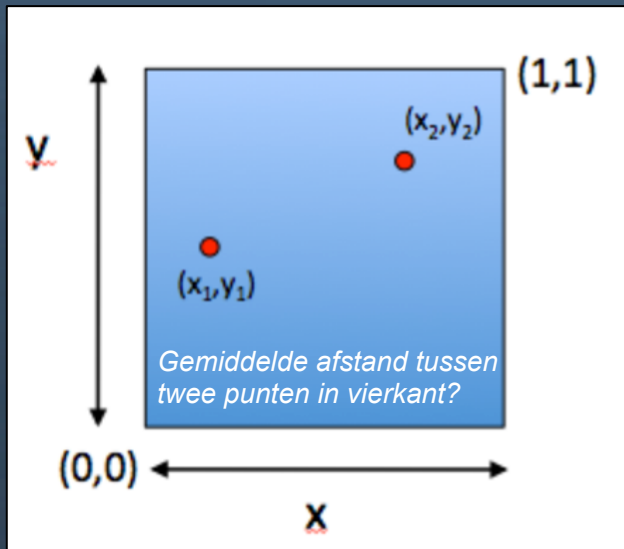 (1,1)
y
(x₂,y₂)
(x₁,y₁)
Gemiddelde afstand tussen
twee punten in vierkant?
(0,0)
x